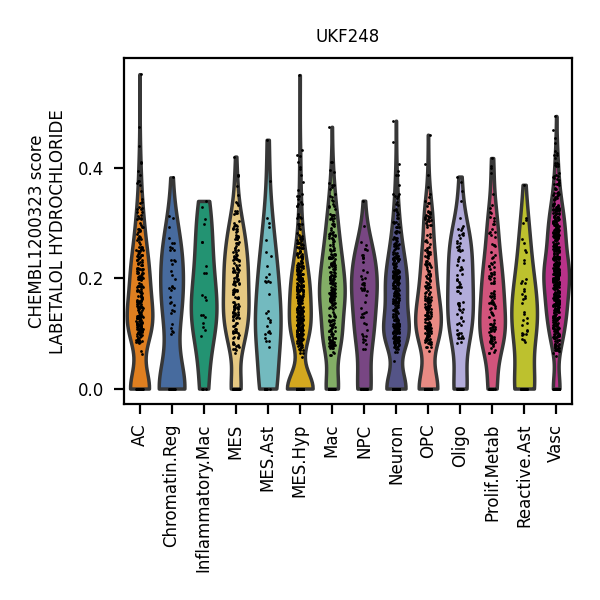 UKF248
CHEMBL1200323 score
LABETALOL HYDROCHLORIDE
0.4
0.2
0.0
AC
Chromatin.Reg
Inflammatory.Mac
MES
MES.Ast
MES.Hyp
Mac
NPC
Neuron
OPC
Oligo
Prolif.Metab
Reactive.Ast
Vasc